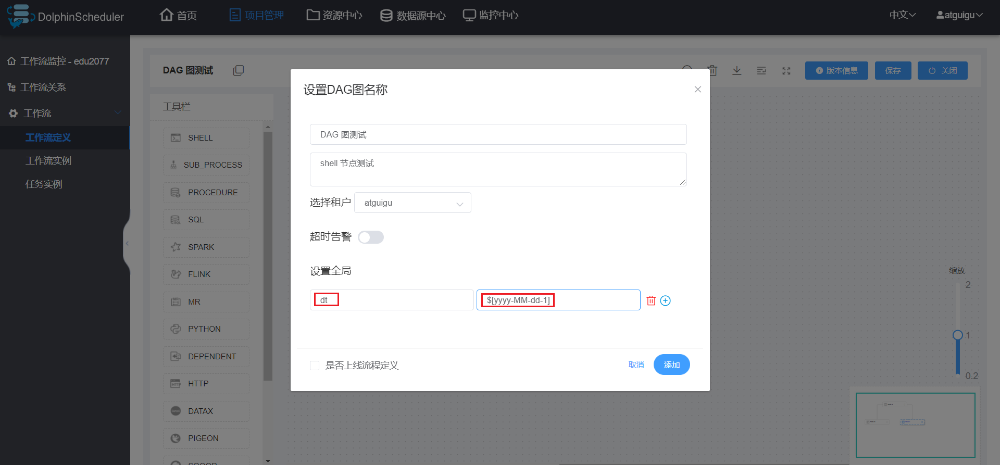 DolphinScheduler
首页
项目管理
资源中心
数据源中心
监控中心
中文
atguigu
工作流监控 - edu2077
工作流关系
工作流
工作流定义
工作流实例
任务实例
DAG 图测试
版本信息
保存
关闭
工具栏
SHELL
SUB_PROCESS
PROCEDURE
SQL
SPARK
FLINK
MR
PYTHON
DEPENDENT
HTTP
DATAX
PIGEON
SQOOP
设置DAG图名称
DAG 图测试
shell 节点测试
选择租户
atguigu
超时告警
设置全局
dt
$[yyyy-MM-dd-1]
是否上线流程定义
取消
添加
缩放
2
1
0.2